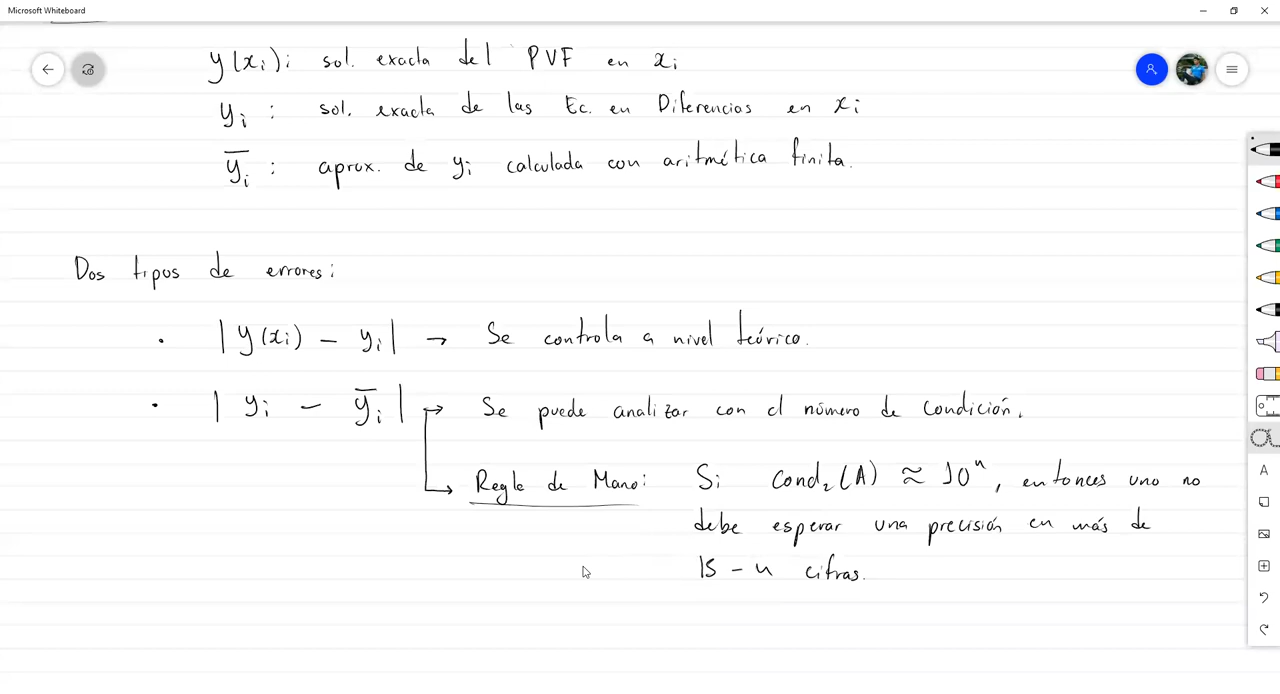 Microsoft Whiteboard
y(xᵢ): sol. exacta del PVF en xᵢ
yᵢ : sol. exacta de las Ec. en Diferencias en xᵢ
y̅ᵢ : aprox. de yᵢ calculada con aritmética finita.
Dos tipos de errores:
· |y(xᵢ) - yᵢ| → Se controla a nivel teórico.
· | yᵢ - y̅ᵢ| → Se puede analizar con el número de condición.
→ Regla de Mano: Si Cond₂(A) ≈ 10ⁿ, entonces uno no
debe esperar una precisión en más de
15 - n cifras.
A